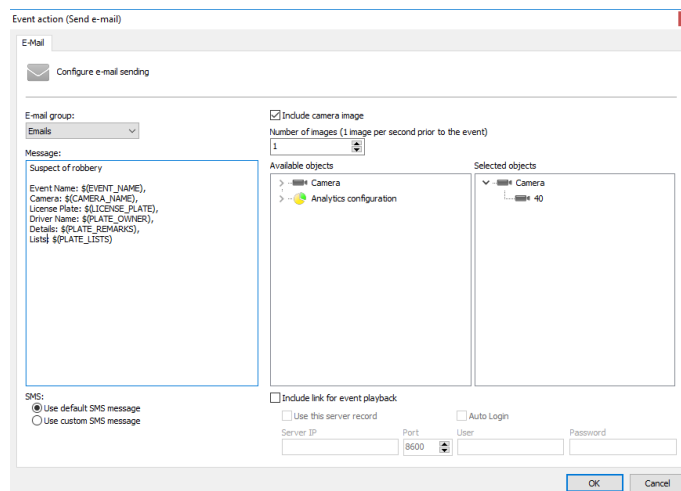 Event action (Send e-mail)
E-Mail
Configure e-mail sending
E-mail group:
Emails
Message:
Suspect of robbery
Event Name: $(EVENT_NAME),
Camera: $(CAMERA_NAME),
License Plate: $(LICENSE_PLATE),
Driver Name: $(PLATE_OWNER),
Details: $(PLATE_REMARKS),
Lists: $(PLATE_LISTS)
SMS:
Use default SMS message
Use custom SMS message
Include camera image
Number of images (1 image per second prior to the event)
1
Available objects
Camera
Analytics configuration
Selected objects
Camera
40
Include link for event playback
Use this server record
Auto Login
Server IP
Port
User
Password
8600
OK
Cancel